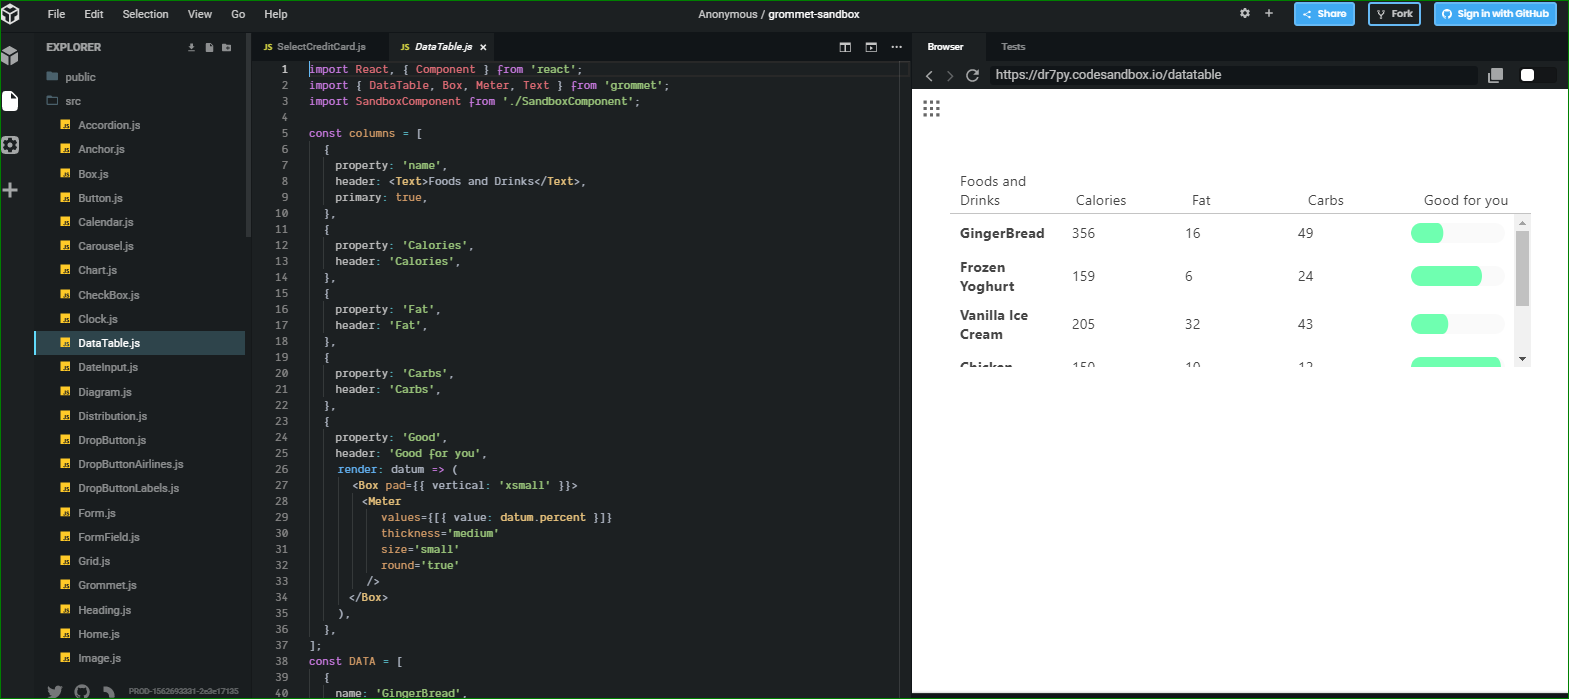 File Edit Selection View Go Help
Anonymous / grommet-sandbox
Share Fork Sign in with GitHub
EXPLORER
public
src
Accordion.js
Anchor.js
Box.js
Button.js
Calendar.js
Carousel.js
Chart.js
CheckBox.js
Clock.js
DataTable.js
DateInput.js
Diagram.js
Distribution.js
DropButton.js
DropButtonAirlines.js
DropButtonLabels.js
Form.js
FormField.js
Grid.js
Grommet.js
Heading.js
Home.js
Image.js
PROD-1562693331-2e3e17135
JS SelectCreditCard.js JS DataTable.js ×
1 import React, { Component } from 'react';
2 import { DataTable, Box, Meter, Text } from 'grommet';
3 import SandboxComponent from './SandboxComponent';
4
5 const columns = [
6 {
7 property: 'name',
8 header: <Text>Foods and Drinks</Text>,
9 primary: true,
10 },
11 {
12 property: 'Calories',
13 header: 'Calories',
14 },
15 {
16 property: 'Fat',
17 header: 'Fat',
18 },
19 {
20 property: 'Carbs',
21 header: 'Carbs',
22 },
23 {
24 property: 'Good',
25 header: 'Good for you',
26 render: datum => (
27 <Box pad={{ vertical: 'xsmall' }}>
28 <Meter
29 values={[{ value: datum.percent }]}
30 thickness='medium'
31 size='small'
32 round='true'
33 />
34 </Box>
35 ),
36 },
37 ];
38 const DATA = [
39 {
40 name: 'GingerBread',
Browser Tests
https://dr7py.codesandbox.io/datatable
Foods and
Drinks Calories Fat Carbs Good for you
GingerBread 356 16 49
Frozen
Yoghurt 159 6 24
Vanilla Ice
Cream 205 32 43
Chicken 150 10 12